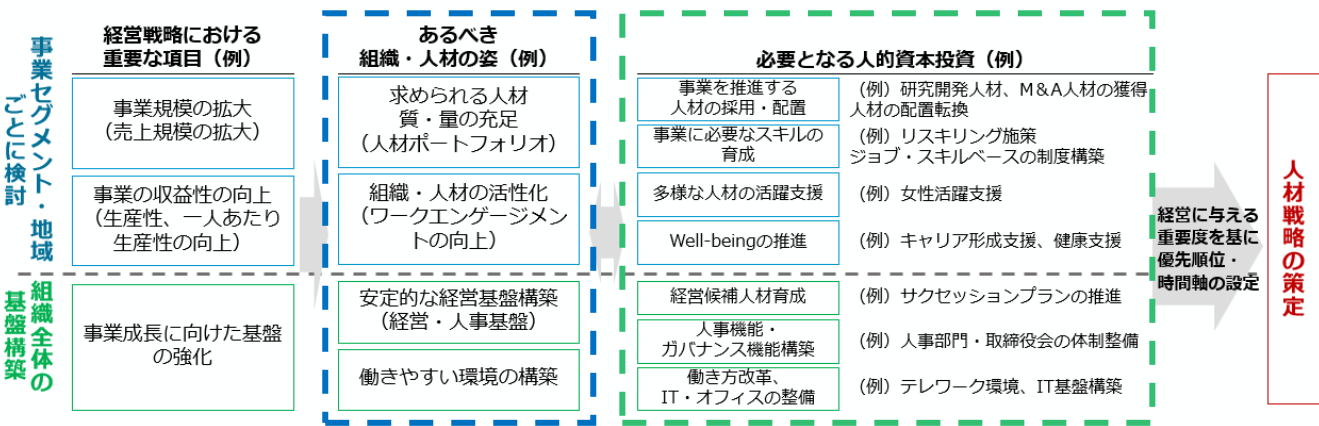 事業セグメント・地域
ごとに検討
経営戦略における
重要な項目（例）
事業規模の拡大
（売上規模の拡大）
事業の収益性の向上
（生産性、一人あたり
生産性の向上）
あるべき
組織・人材の姿（例）
求められる人材
質・量の充足
（人材ポートフォリオ）
組織・人材の活性化
（ワークエンゲージメン
トの向上）
必要となる人的資本投資（例）
事業を推進する
人材の採用・配置
（例）研究開発人材、M＆A人材の獲得
人材の配置転換
事業に必要なスキルの
育成
（例）リスキリング施策
ジョブ・スキルベースの制度構築
多様な人材の活躍支援
（例）女性活躍支援
Well-beingの推進
（例）キャリア形成支援、健康支援
組織全体の
基盤構築
事業成長に向けた基盤
の強化
安定的な経営基盤構築
（経営・人事基盤）
働きやすい環境の構築
経営候補人材育成
（例）サクセッションプランの推進
人事機能・
ガバナンス機能構築
（例）人事部門・取締役会の体制整備
働き方改革、
IT・オフィスの整備
（例）テレワーク環境、IT基盤構築
経営に与える
重要度を基に
優先順位・
時間軸の設定
人材戦略の策定